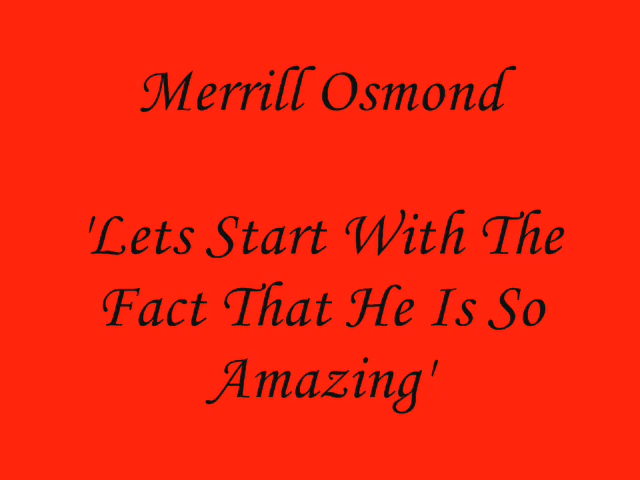 Merrill Osmond
'Lets Start With The
Fact That He Is So
Amazing'